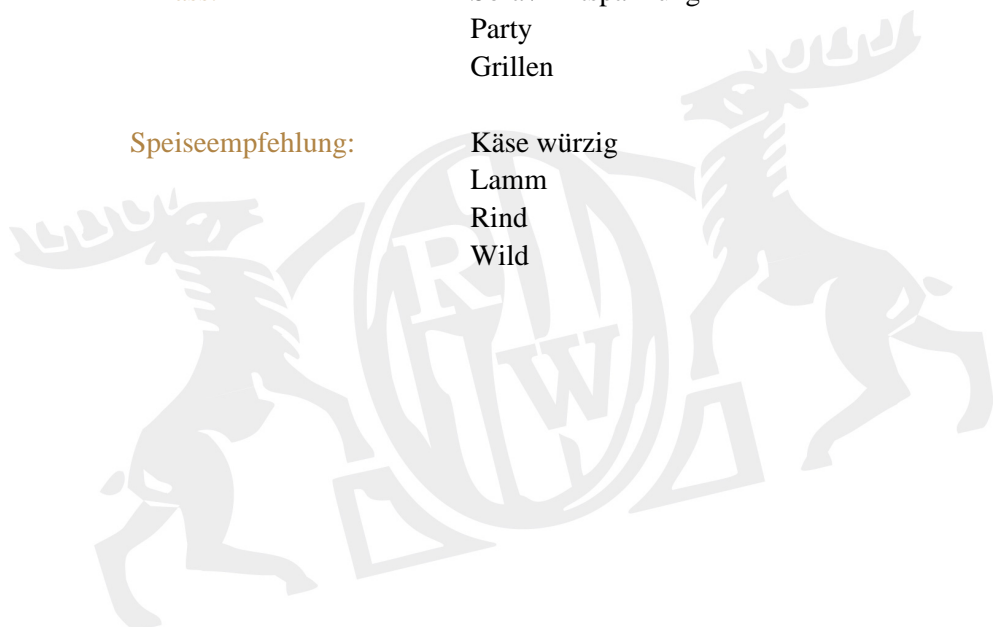 Party
Grillen
Speiseempfehlung: Käse würzig
Lamm
Rind
Wild
R
W